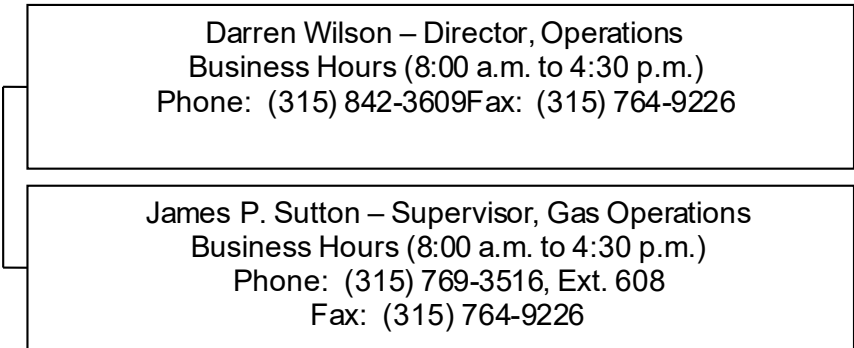 Darren Wilson – Director, Operations
Business Hours (8:00 a.m. to 4:30 p.m.)
Phone:  (315) 842-3609Fax:  (315) 764-9226
James P. Sutton – Supervisor, Gas Operations
Business Hours (8:00 a.m. to 4:30 p.m.)
Phone:  (315) 769-3516, Ext. 608
Fax:  (315) 764-9226